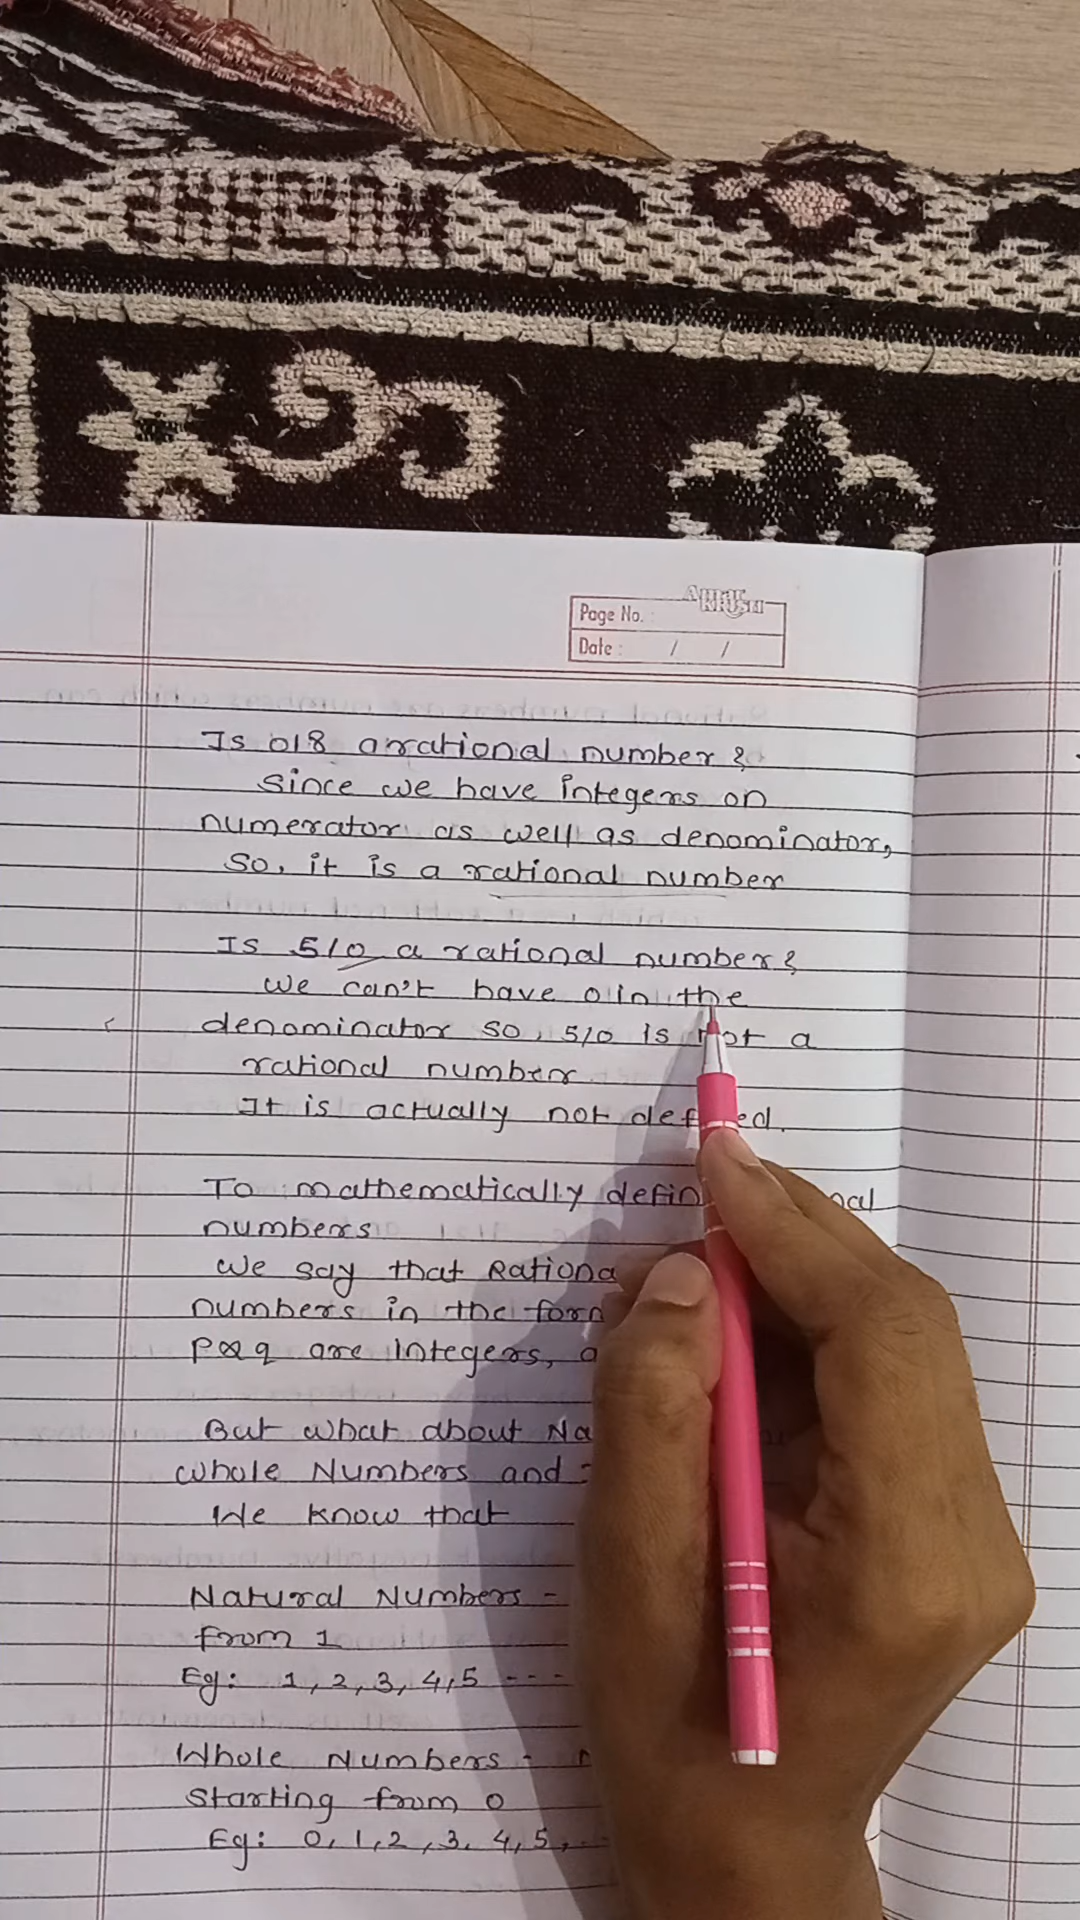 Page No. :
Date : / /
Is 018 a rational number?
Since we have integers on
numerator as well as denominator,
So, it is a rational number
Is 5/0 a rational number?
We can't have 0 in the
denominator so, 5/0 is not a
rational number
It is actually not
To mathematically
numbers
We say that
numbers in the
P & q are integers,
But what about
Whole Numbers and
We know that
Natural Numbers -
from 1
Eg: 1, 2, 3, 4, 5 ---
Whole Numbers -
Starting from 0
Eg: 0, 1, 2, 3, 4, 5,